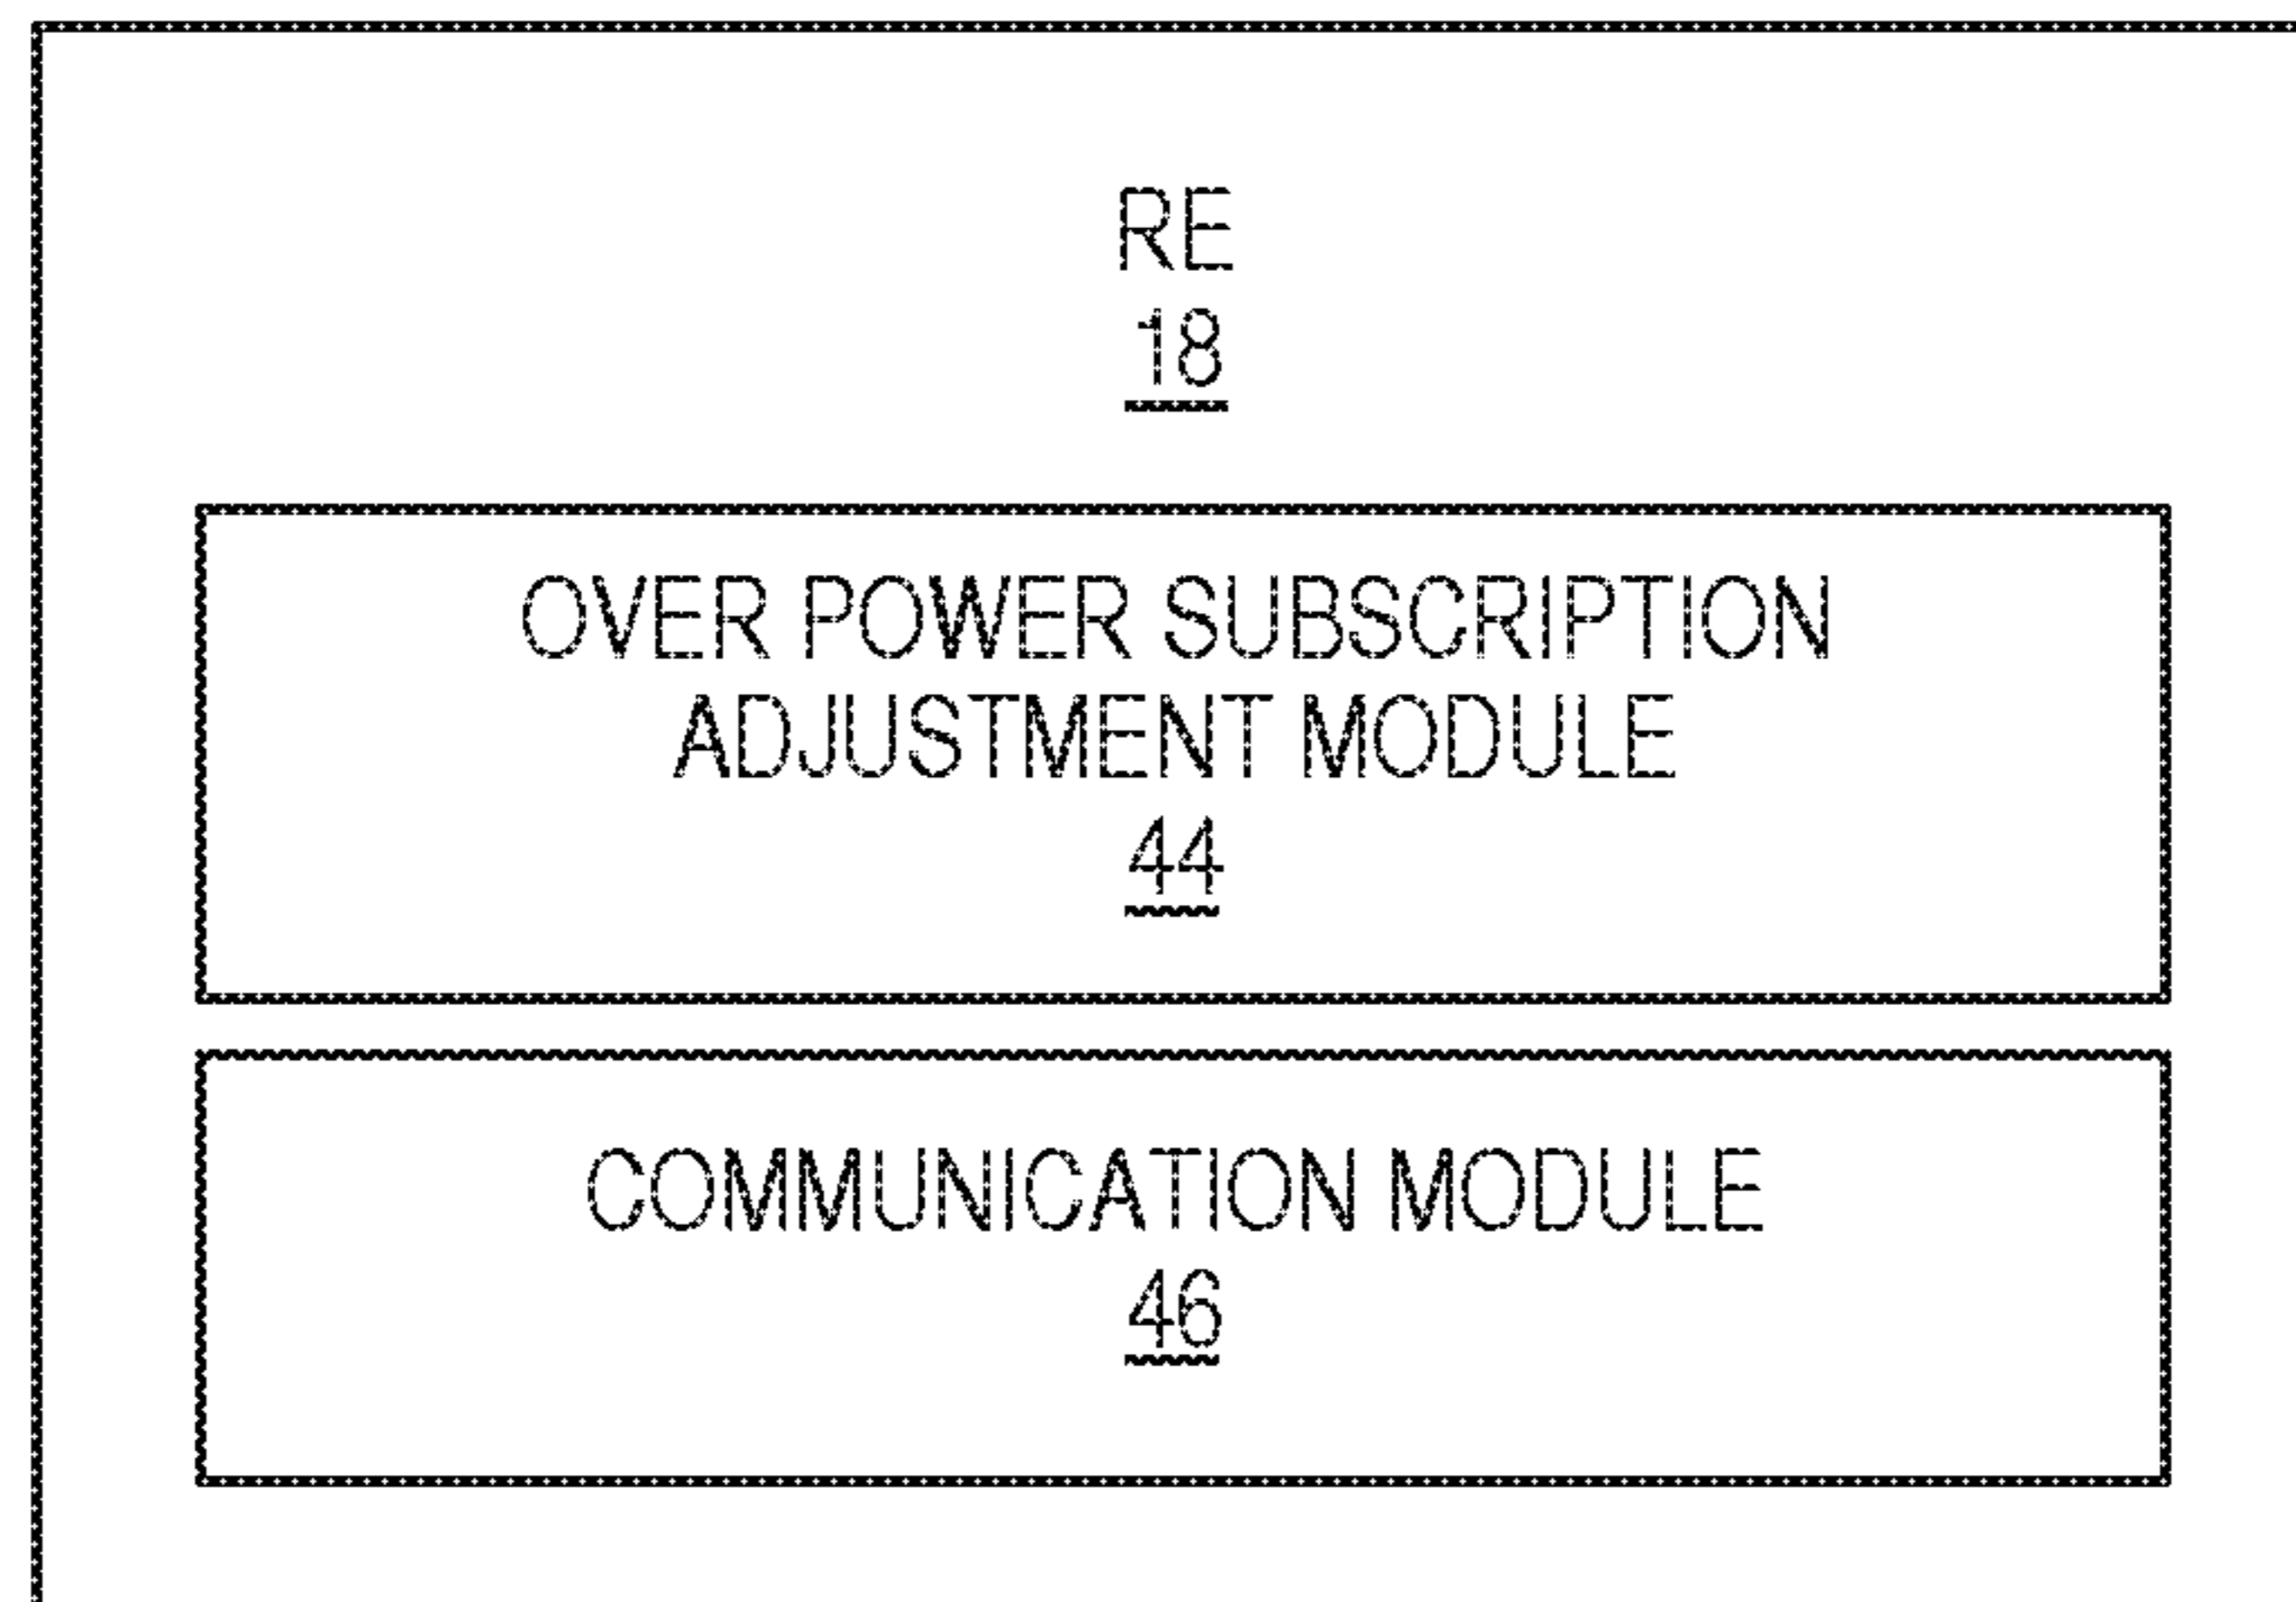 RE
18
OVER POWER SUBSCRIPTION
ADJUSTMENT MODULE
44
COMMUNICATION MODULE
46